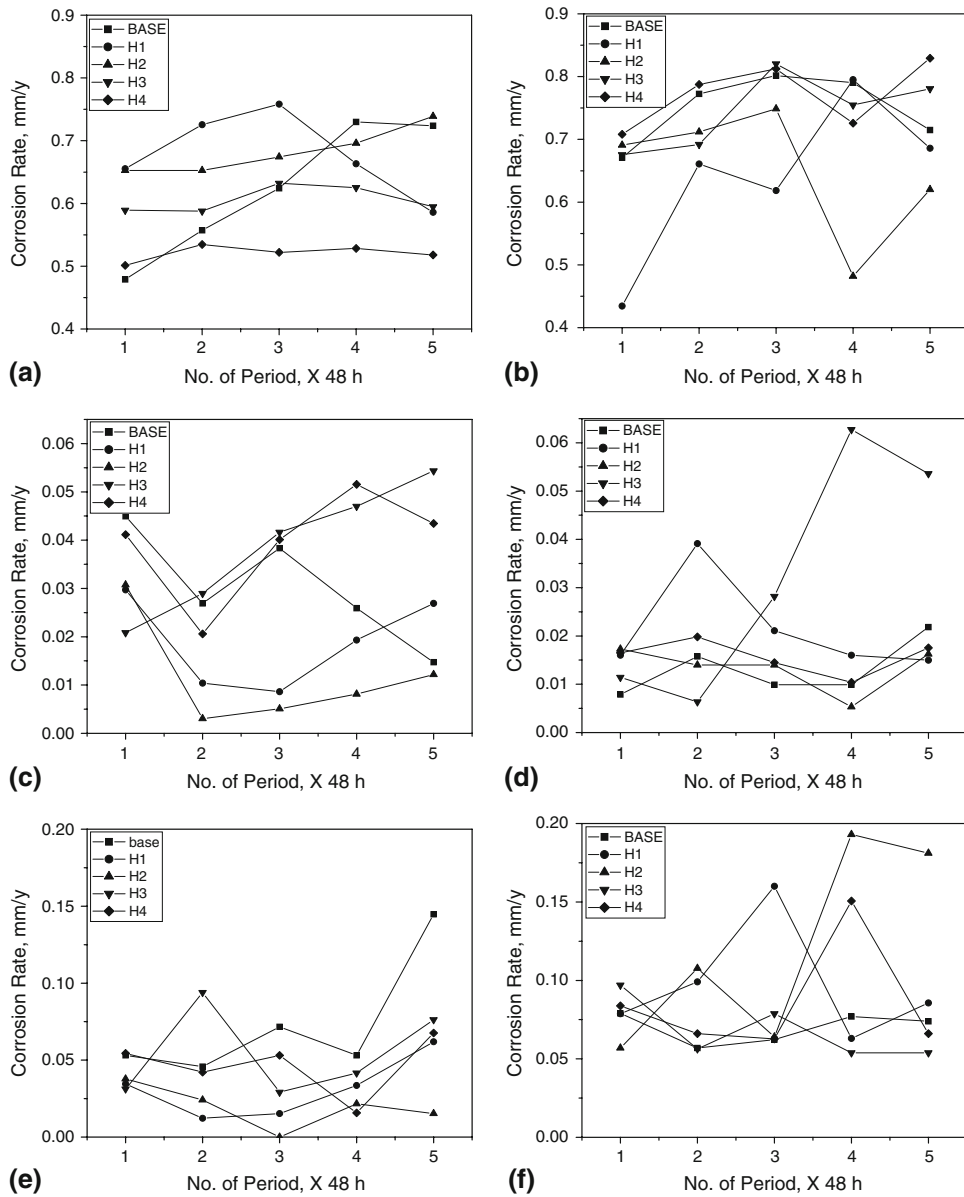 0.9
0.8
0.7
0.6
0.5
0.4
Corrosion Rate, mm/y
BASE
H1
H2
H3
H4
1 2 3 4 5
(a)
No. of Period, X 48 h
0.9
0.8
0.7
0.6
0.5
0.4
Corrosion Rate, mm/y
BASE
H1
H2
H3
H4
1 2 3 4 5
(b)
No. of Period, X 48 h
0.06
0.05
0.04
0.03
0.02
0.01
0.00
Corrosion Rate, mm/y
BASE
H1
H2
H3
H4
1 2 3 4 5
(c)
No. of Period, X 48 h
0.06
0.05
0.04
0.03
0.02
0.01
0.00
Corrosion Rate, mm/y
BASE
H1
H2
H3
H4
1 2 3 4 5
(d)
No. of Period, X 48 h
0.20
0.15
0.10
0.05
0.00
Corrosion Rate, mm/y
base
H1
H2
H3
H4
1 2 3 4 5
(e)
No. of Period, X 48 h
0.20
0.15
0.10
0.05
0.00
Corrosion Rate, mm/y
BASE
H1
H2
H3
H4
1 2 3 4 5
(f)
No. of Period, X 48 h